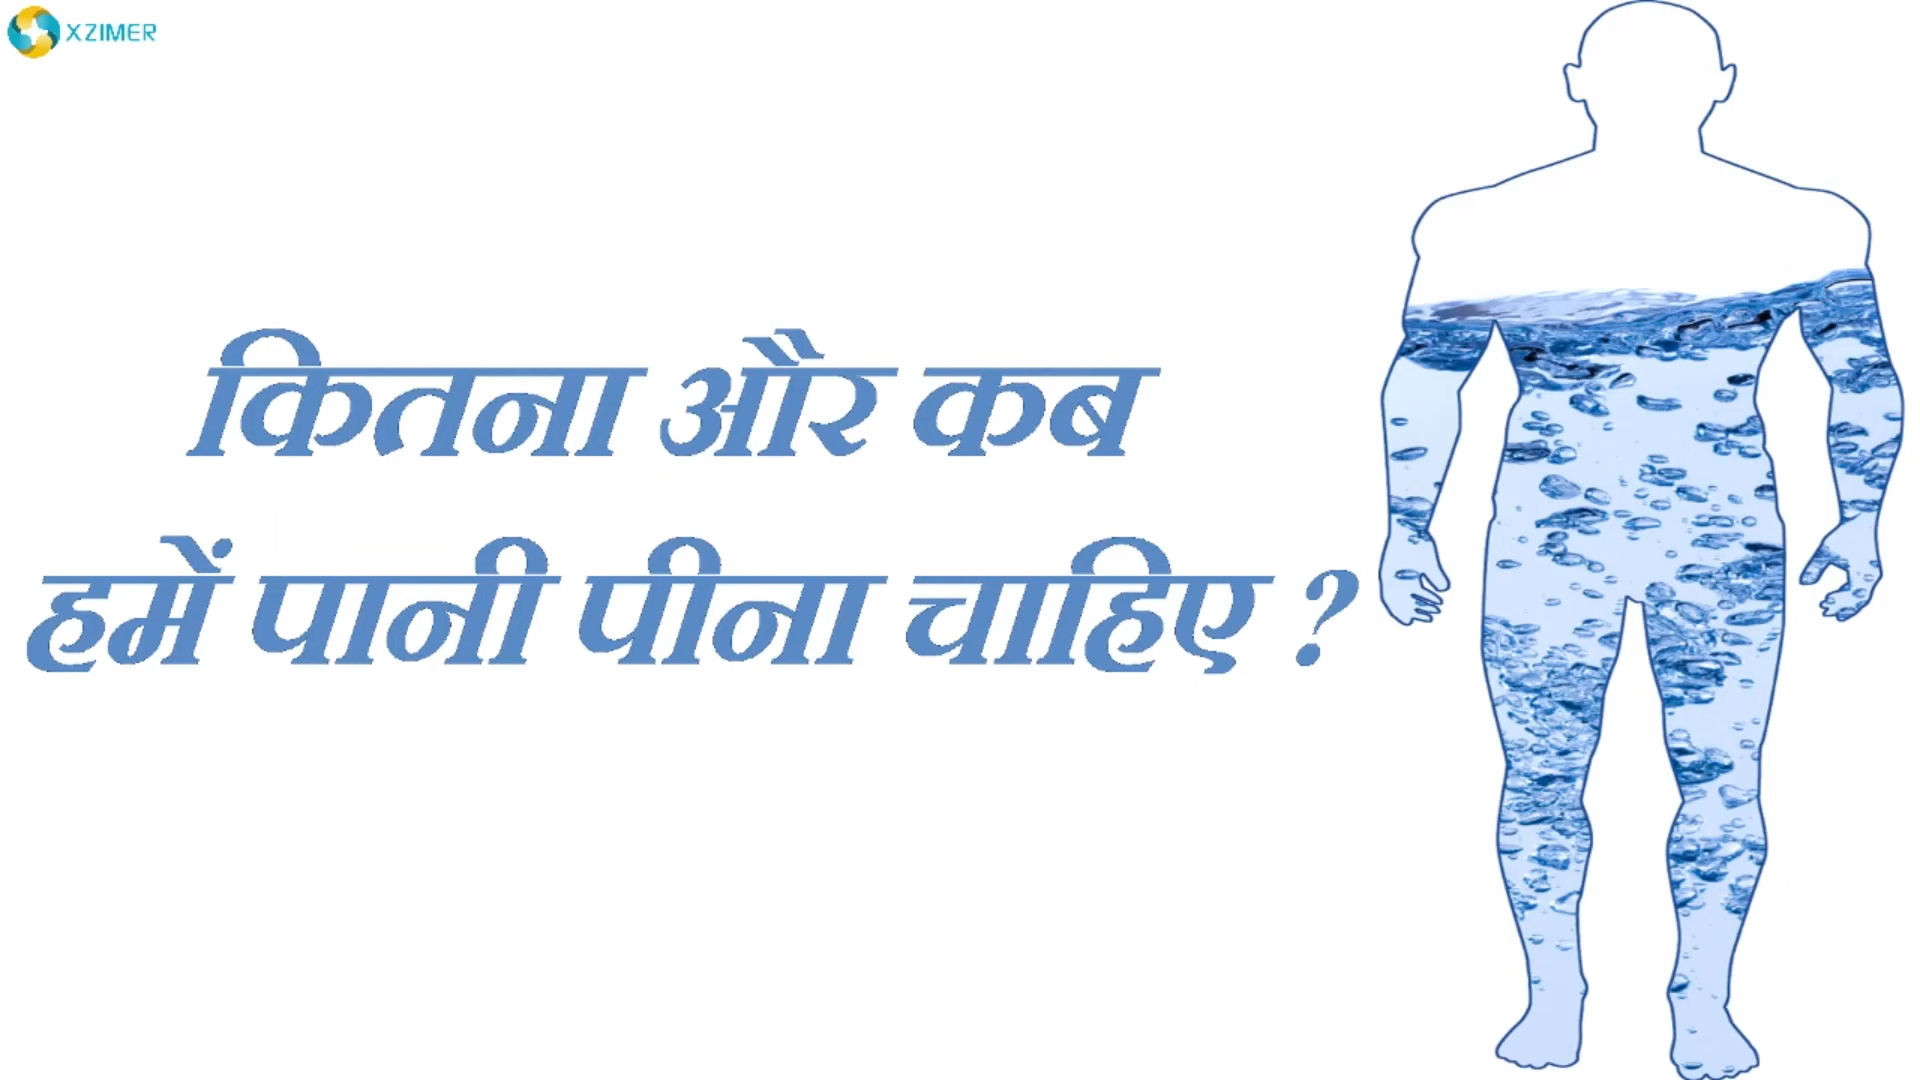 XZIMER
कितना और कब
हमें पानी पीना चाहिए ?